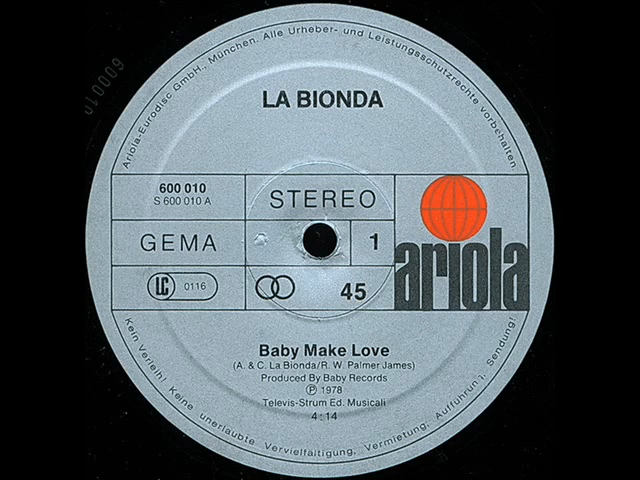 Ariola-Eurodisc GmbH., München. Alle Urheber- und Leistungsschutzrechte vorbehalten
600010
LA BIONDA
600 010
S 600 010 A
STEREO
GEMA
1
LC 0116
45
ariola
Baby Make Love
(A. & C. La Bionda/R. W. Palmer James)
Produced By Baby Records
Ⓟ 1978
Televis-Strum Ed. Musicali
4:14
Kein Verleih! Keine unerlaubte Vervielfältigung, Vermietung, Aufführung, Sendung!